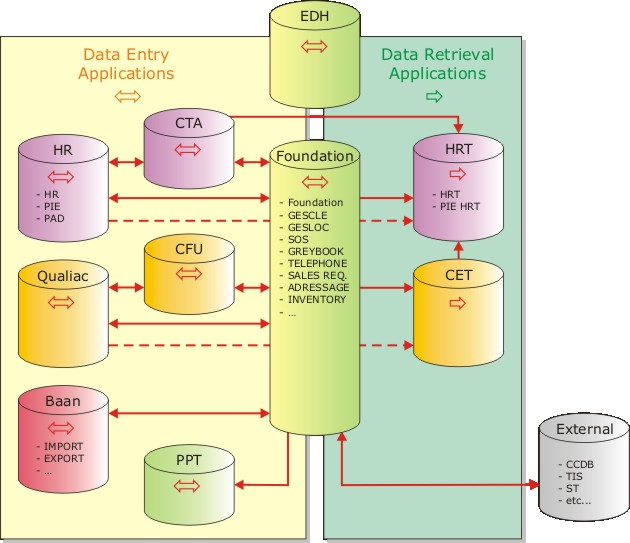 EDH
Data Entry
Applications
Data Retrieval
Applications
CTA
HR
- HR
- PIE
- PAD
Foundation
- Foundation
- GESCLE
- GESLOC
- SOS
- GREYBOOK
- TELEPHONE
- SALES REQ.
- ADRESSAGE
- INVENTORY
- ...
HRT
- HRT
- PIE HRT
CFU
Qualiac
CET
Baan
- IMPORT
- EXPORT
- ...
PPT
External
- CCDB
- TIS
- ST
- etc...